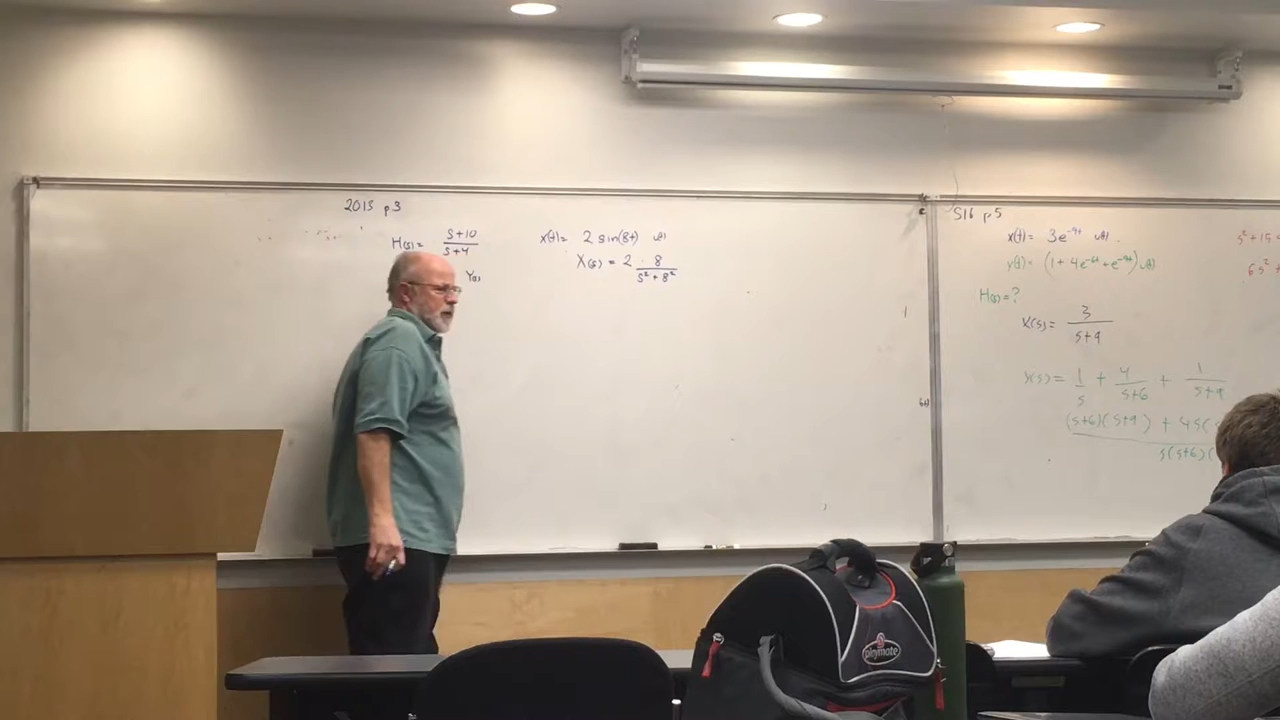 2015 p3
H(s) = s+10 / s+4
Y(s)
x(t) = 2 sin(8t) u(t)
X(s) = 2 · 8 / s² + 8²
S16 p5
x(t) = 3e^-9t u(t)
y(t) = (1 + 4e^-6t + e^-9t) u(t)
H(s) = ?
X(s) = 3 / s+9
Y(s) = 1 / s + 4 / s+6 + 1 / s+9
(s+6)(s+9) + 4s(
s(s+6)(
6s² +
playmate